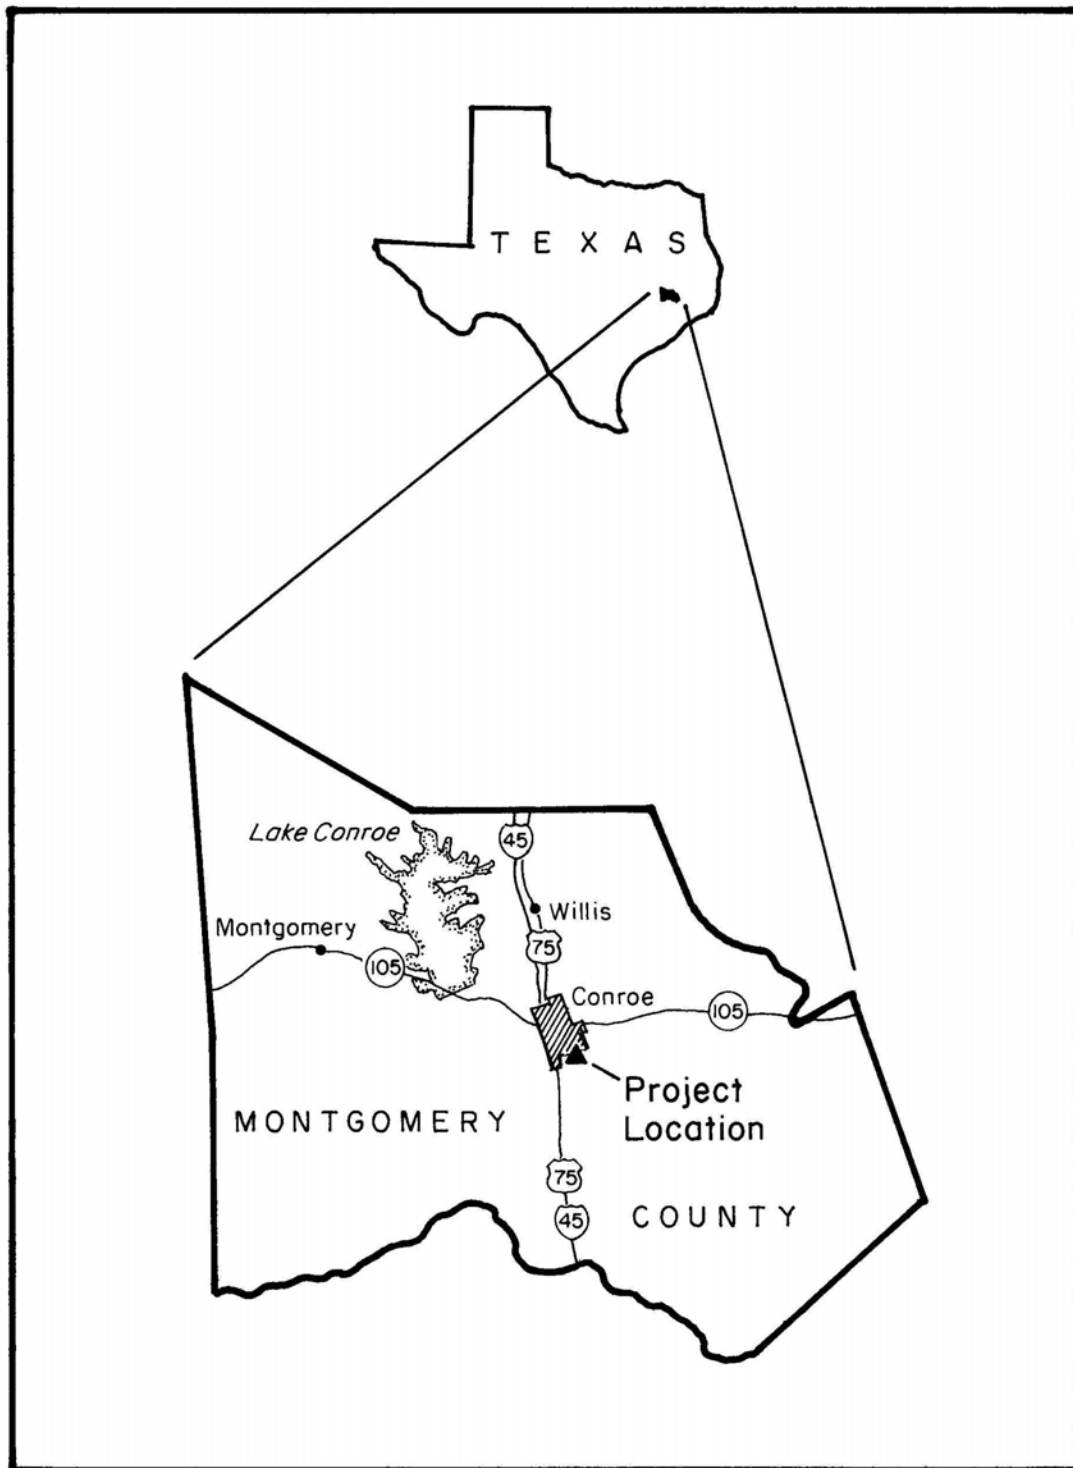 TEXAS
Lake Conroe
45
Willis
Montgomery
75
105
Conroe
105
Project
Location
MONTGOMERY
75
COUNTY
45